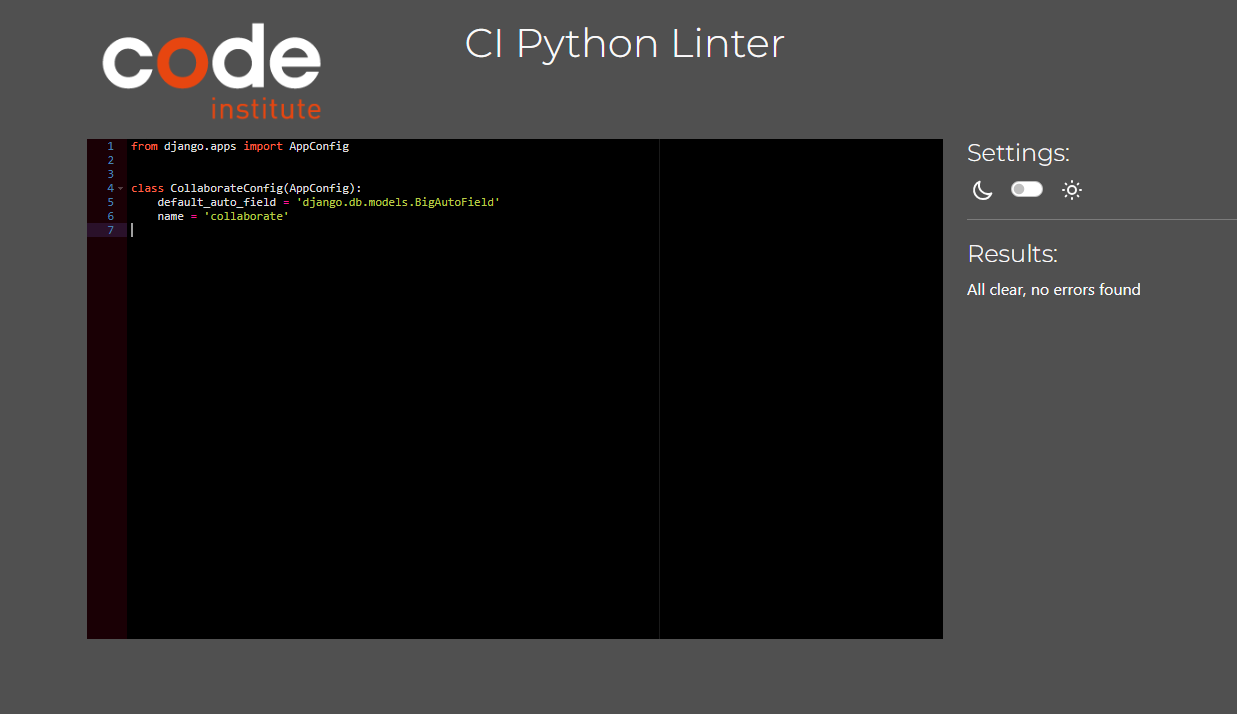 code
institute
CI Python Linter
1 from django.apps import AppConfig
2
3
4 class CollaborateConfig(AppConfig):
5     default_auto_field = 'django.db.models.BigAutoField'
6     name = 'collaborate'
7
Settings:
Results:
All clear, no errors found